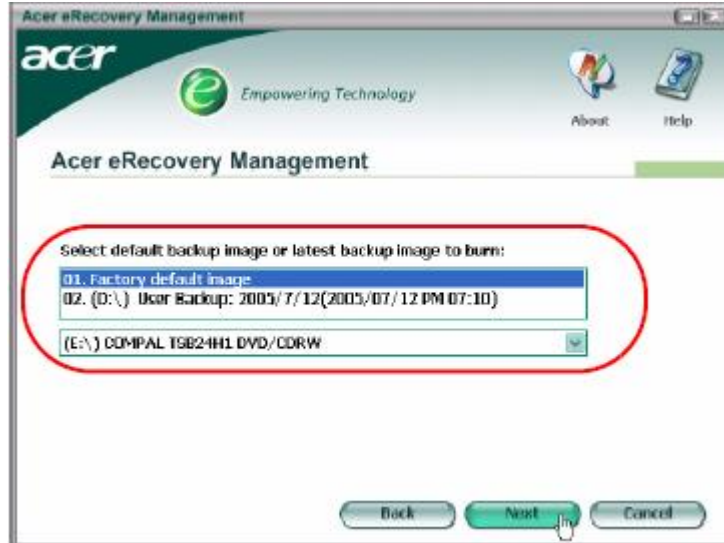 Acer eRecovery Management
acer
Empowering Technology
About
Help
Acer eRecovery Management
Select default backup image or latest backup image to burn:
01. Factory default image
02. (D:\) User Backup: 2005/7/12(2005/07/12 PM 07:10)
(E:\) COMPAL TSB24H1 DVD/CDRW
Back
Next
Cancel